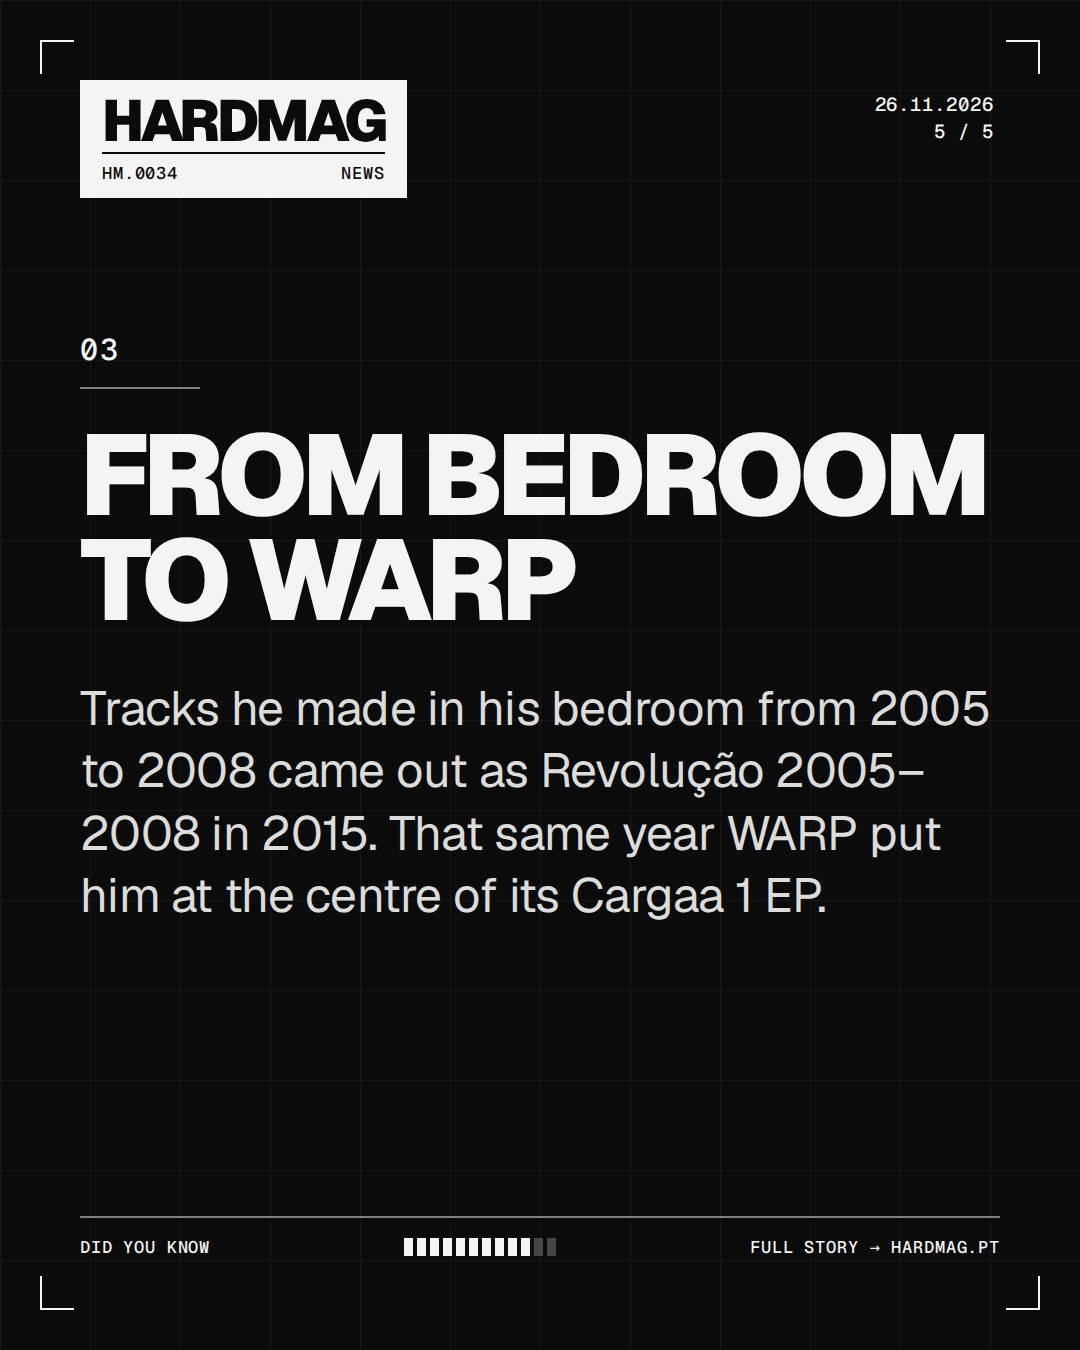 HARDMAG
HM.0034 NEWS
26.11.2026
5 / 5
03
FROM BEDROOM
TO WARP
Tracks he made in his bedroom from 2005
to 2008 came out as Revolução 2005–
2008 in 2015. That same year WARP put
him at the centre of its Cargaa 1 EP.
DID YOU KNOW
FULL STORY → HARDMAG.PT